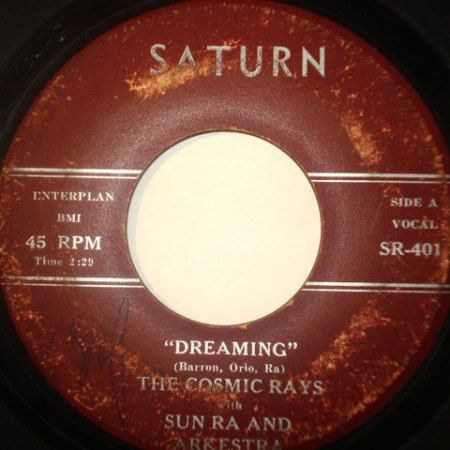 SATURN
ENTERPLAN
BMI
45 RPM
Time 2:29
SIDE A
VOCAL
SR-401
"DREAMING"
(Barron, Orio, Ra)
THE COSMIC RAYS
with
SUN RA AND
ARKESTRA